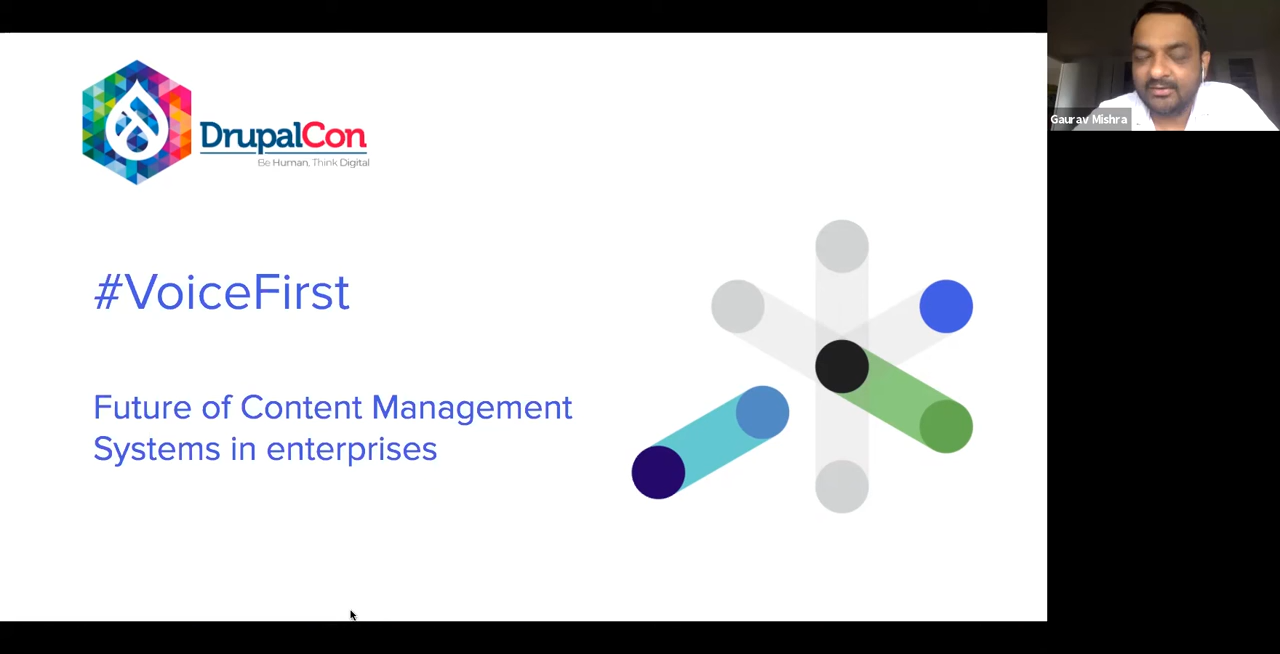 DrupalCon
Be Human, Think Digital
Gaurav Mishra
#VoiceFirst
Future of Content Management
Systems in enterprises